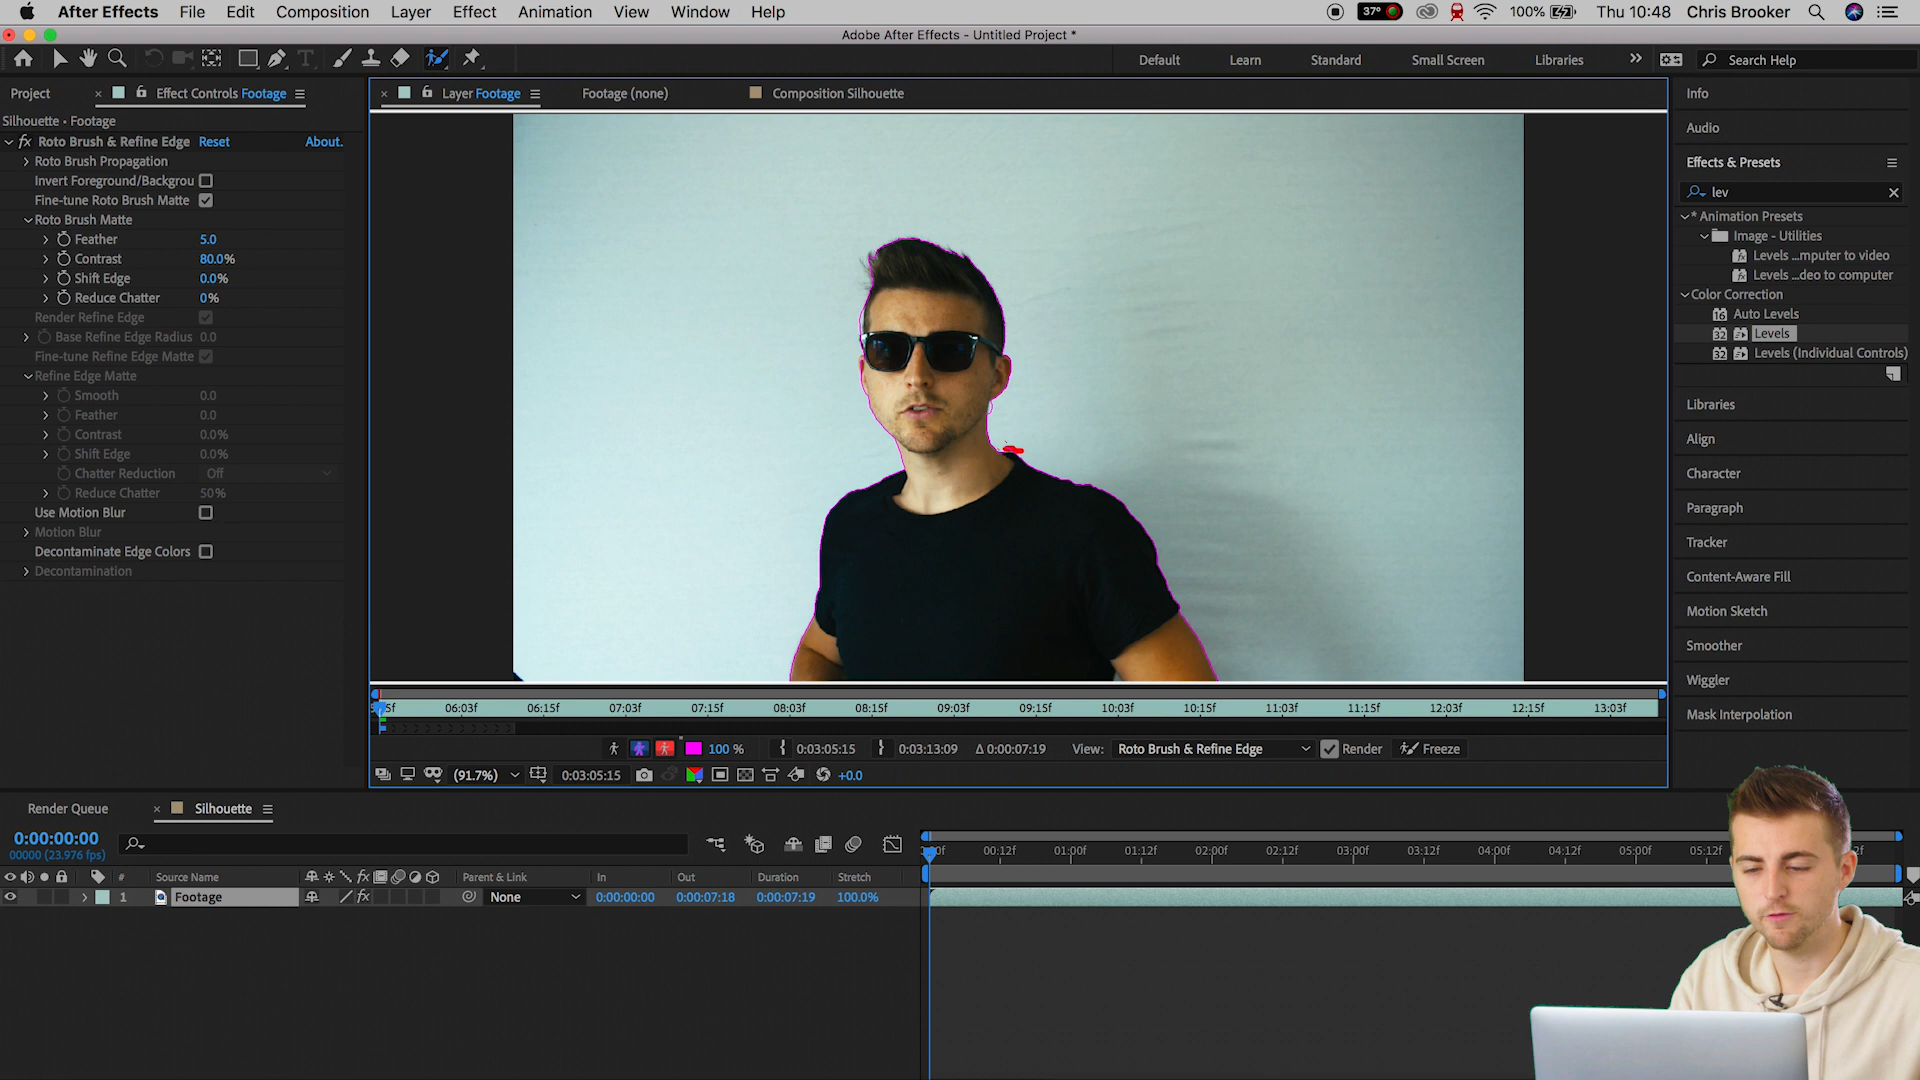 After Effects File Edit Composition Layer Effect Animation View Window Help 37° 100% Thu 10:48 Chris Brooker
Adobe After Effects - Untitled Project *
Default Learn Standard Small Screen Libraries Search Help
Project Effect Controls Footage Layer Footage Footage (none) Composition Silhouette
Silhouette • Footage
fx Roto Brush & Refine Edge Reset About.
Roto Brush Propagation
Invert Foreground/Backgrou
Fine-tune Roto Brush Matte
Roto Brush Matte
Feather 5.0
Contrast 80.0%
Shift Edge 0.0%
Reduce Chatter 0%
Render Refine Edge
Base Refine Edge Radius 0.0
Fine-tune Refine Edge Matte
Refine Edge Matte
Smooth 0.0
Feather 0.0
Contrast 0.0%
Shift Edge 0.0%
Chatter Reduction Off
Reduce Chatter 50%
Use Motion Blur
Motion Blur
Decontaminate Edge Colors
Decontamination
Info
Audio
Effects & Presets
lev
* Animation Presets
Image - Utilities
Levels ...mputer to video
Levels ...deo to computer
Color Correction
16 Auto Levels
32 Levels
32 Levels (Individual Controls)
Libraries
Align
Character
Paragraph
Tracker
Content-Aware Fill
Motion Sketch
Smoother
Wiggler
Mask Interpolation
06:03f 06:15f 07:03f 07:15f 08:03f 08:15f 09:03f 09:15f 10:03f 10:15f 11:03f 11:15f 12:03f 12:15f 13:03f
100 % 0:03:05:15 0:03:13:09 Δ 0:00:07:19 View: Roto Brush & Refine Edge Render Freeze
(91.7%) 0:03:05:15 +0.0
Render Queue Silhouette
0:00:00:00
00000 (23.976 fps)
00:12f 01:00f 01:12f 02:00f 02:12f 03:00f 03:12f 04:00f 04:12f 05:00f 05:12f
# Source Name fx Parent & Link In Out Duration Stretch
1 Footage fx None 0:00:00:00 0:00:07:18 0:00:07:19 100.0%